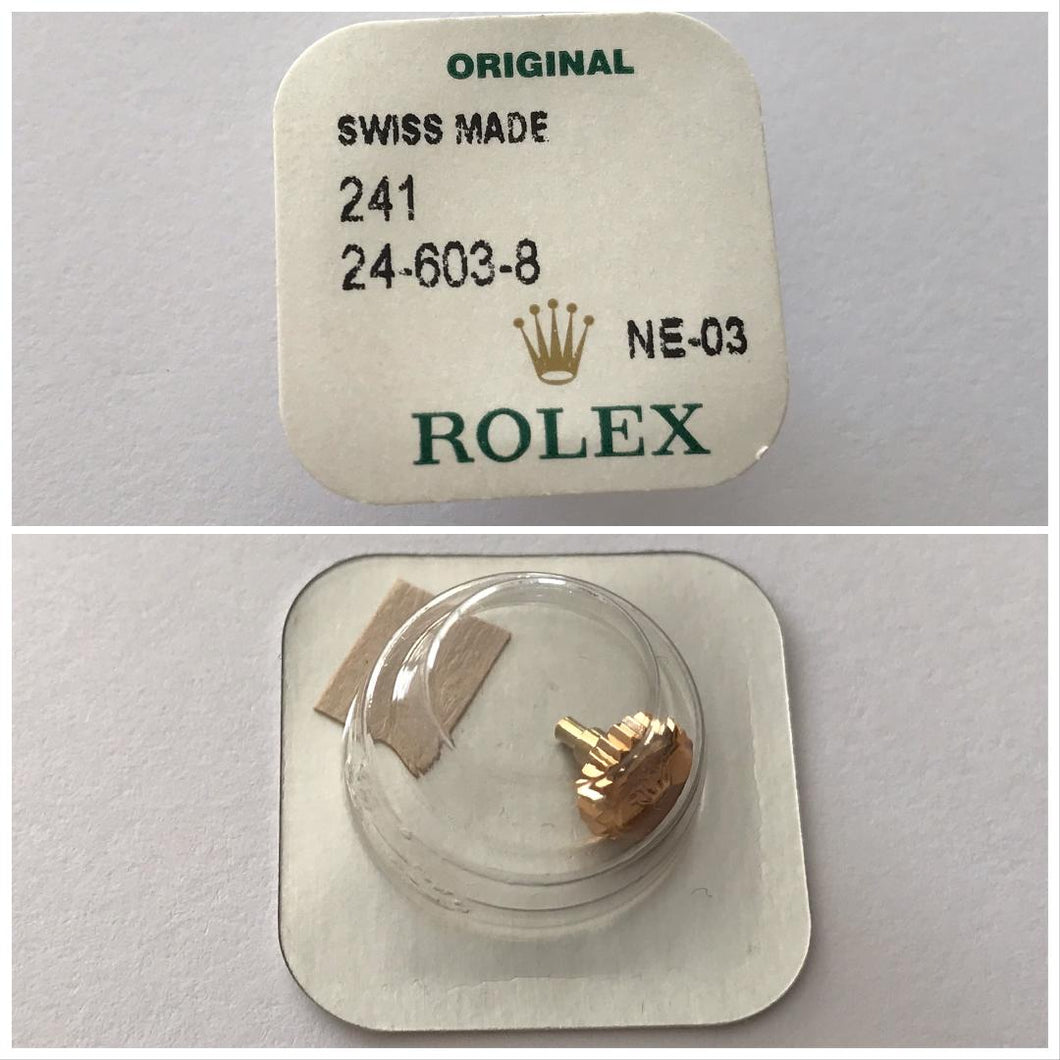 ORIGINAL
SWISS MADE
241
24-603-8
NE-03
ROLEX